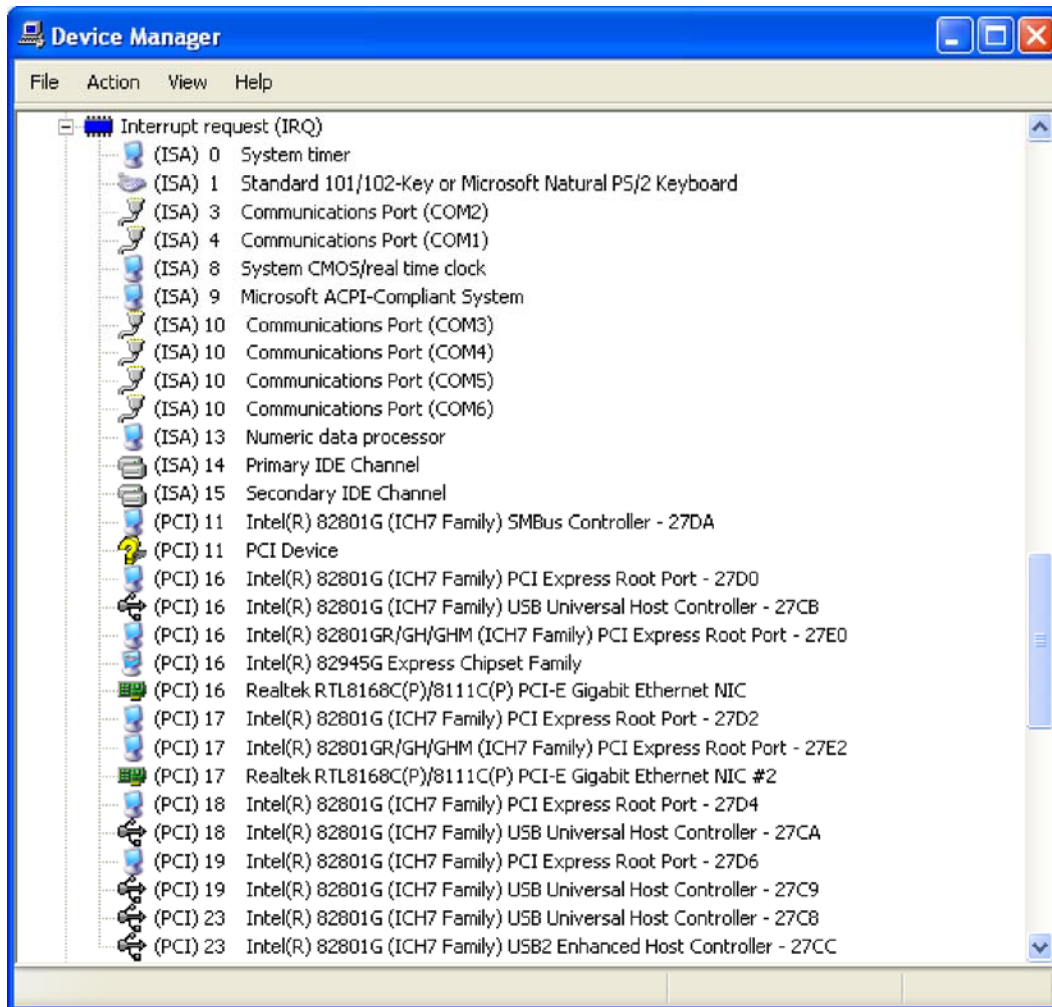 Device Manager
File Action View Help
Interrupt request (IRQ)
(ISA) 0 System timer
(ISA) 1 Standard 101/102-Key or Microsoft Natural PS/2 Keyboard
(ISA) 3 Communications Port (COM2)
(ISA) 4 Communications Port (COM1)
(ISA) 8 System CMOS/real time clock
(ISA) 9 Microsoft ACPI-Compliant System
(ISA) 10 Communications Port (COM3)
(ISA) 10 Communications Port (COM4)
(ISA) 10 Communications Port (COM5)
(ISA) 10 Communications Port (COM6)
(ISA) 13 Numeric data processor
(ISA) 14 Primary IDE Channel
(ISA) 15 Secondary IDE Channel
(PCI) 11 Intel(R) 82801G (ICH7 Family) SMBus Controller - 27DA
(PCI) 11 PCI Device
(PCI) 16 Intel(R) 82801G (ICH7 Family) PCI Express Root Port - 27D0
(PCI) 16 Intel(R) 82801G (ICH7 Family) USB Universal Host Controller - 27CB
(PCI) 16 Intel(R) 82801GR/GH/GHM (ICH7 Family) PCI Express Root Port - 27E0
(PCI) 16 Intel(R) 82945G Express Chipset Family
(PCI) 16 Realtek RTL8168C(P)/8111C(P) PCI-E Gigabit Ethernet NIC
(PCI) 17 Intel(R) 82801G (ICH7 Family) PCI Express Root Port - 27D2
(PCI) 17 Intel(R) 82801GR/GH/GHM (ICH7 Family) PCI Express Root Port - 27E2
(PCI) 17 Realtek RTL8168C(P)/8111C(P) PCI-E Gigabit Ethernet NIC #2
(PCI) 18 Intel(R) 82801G (ICH7 Family) PCI Express Root Port - 27D4
(PCI) 18 Intel(R) 82801G (ICH7 Family) USB Universal Host Controller - 27CA
(PCI) 19 Intel(R) 82801G (ICH7 Family) PCI Express Root Port - 27D6
(PCI) 19 Intel(R) 82801G (ICH7 Family) USB Universal Host Controller - 27C9
(PCI) 23 Intel(R) 82801G (ICH7 Family) USB Universal Host Controller - 27C8
(PCI) 23 Intel(R) 82801G (ICH7 Family) USB2 Enhanced Host Controller - 27CC